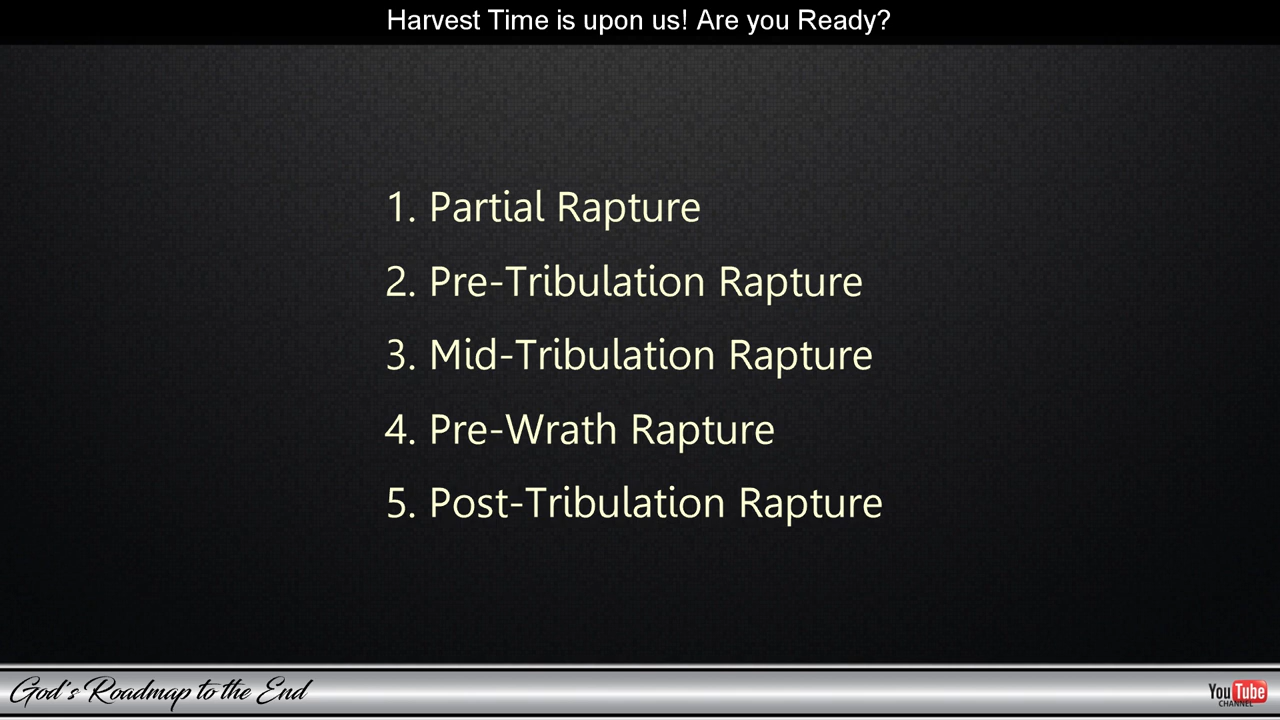 Harvest Time is upon us! Are you Ready?
1. Partial Rapture
2. Pre-Tribulation Rapture
3. Mid-Tribulation Rapture
4. Pre-Wrath Rapture
5. Post-Tribulation Rapture
God's Roadmap to the End
YouTube
CHANNEL